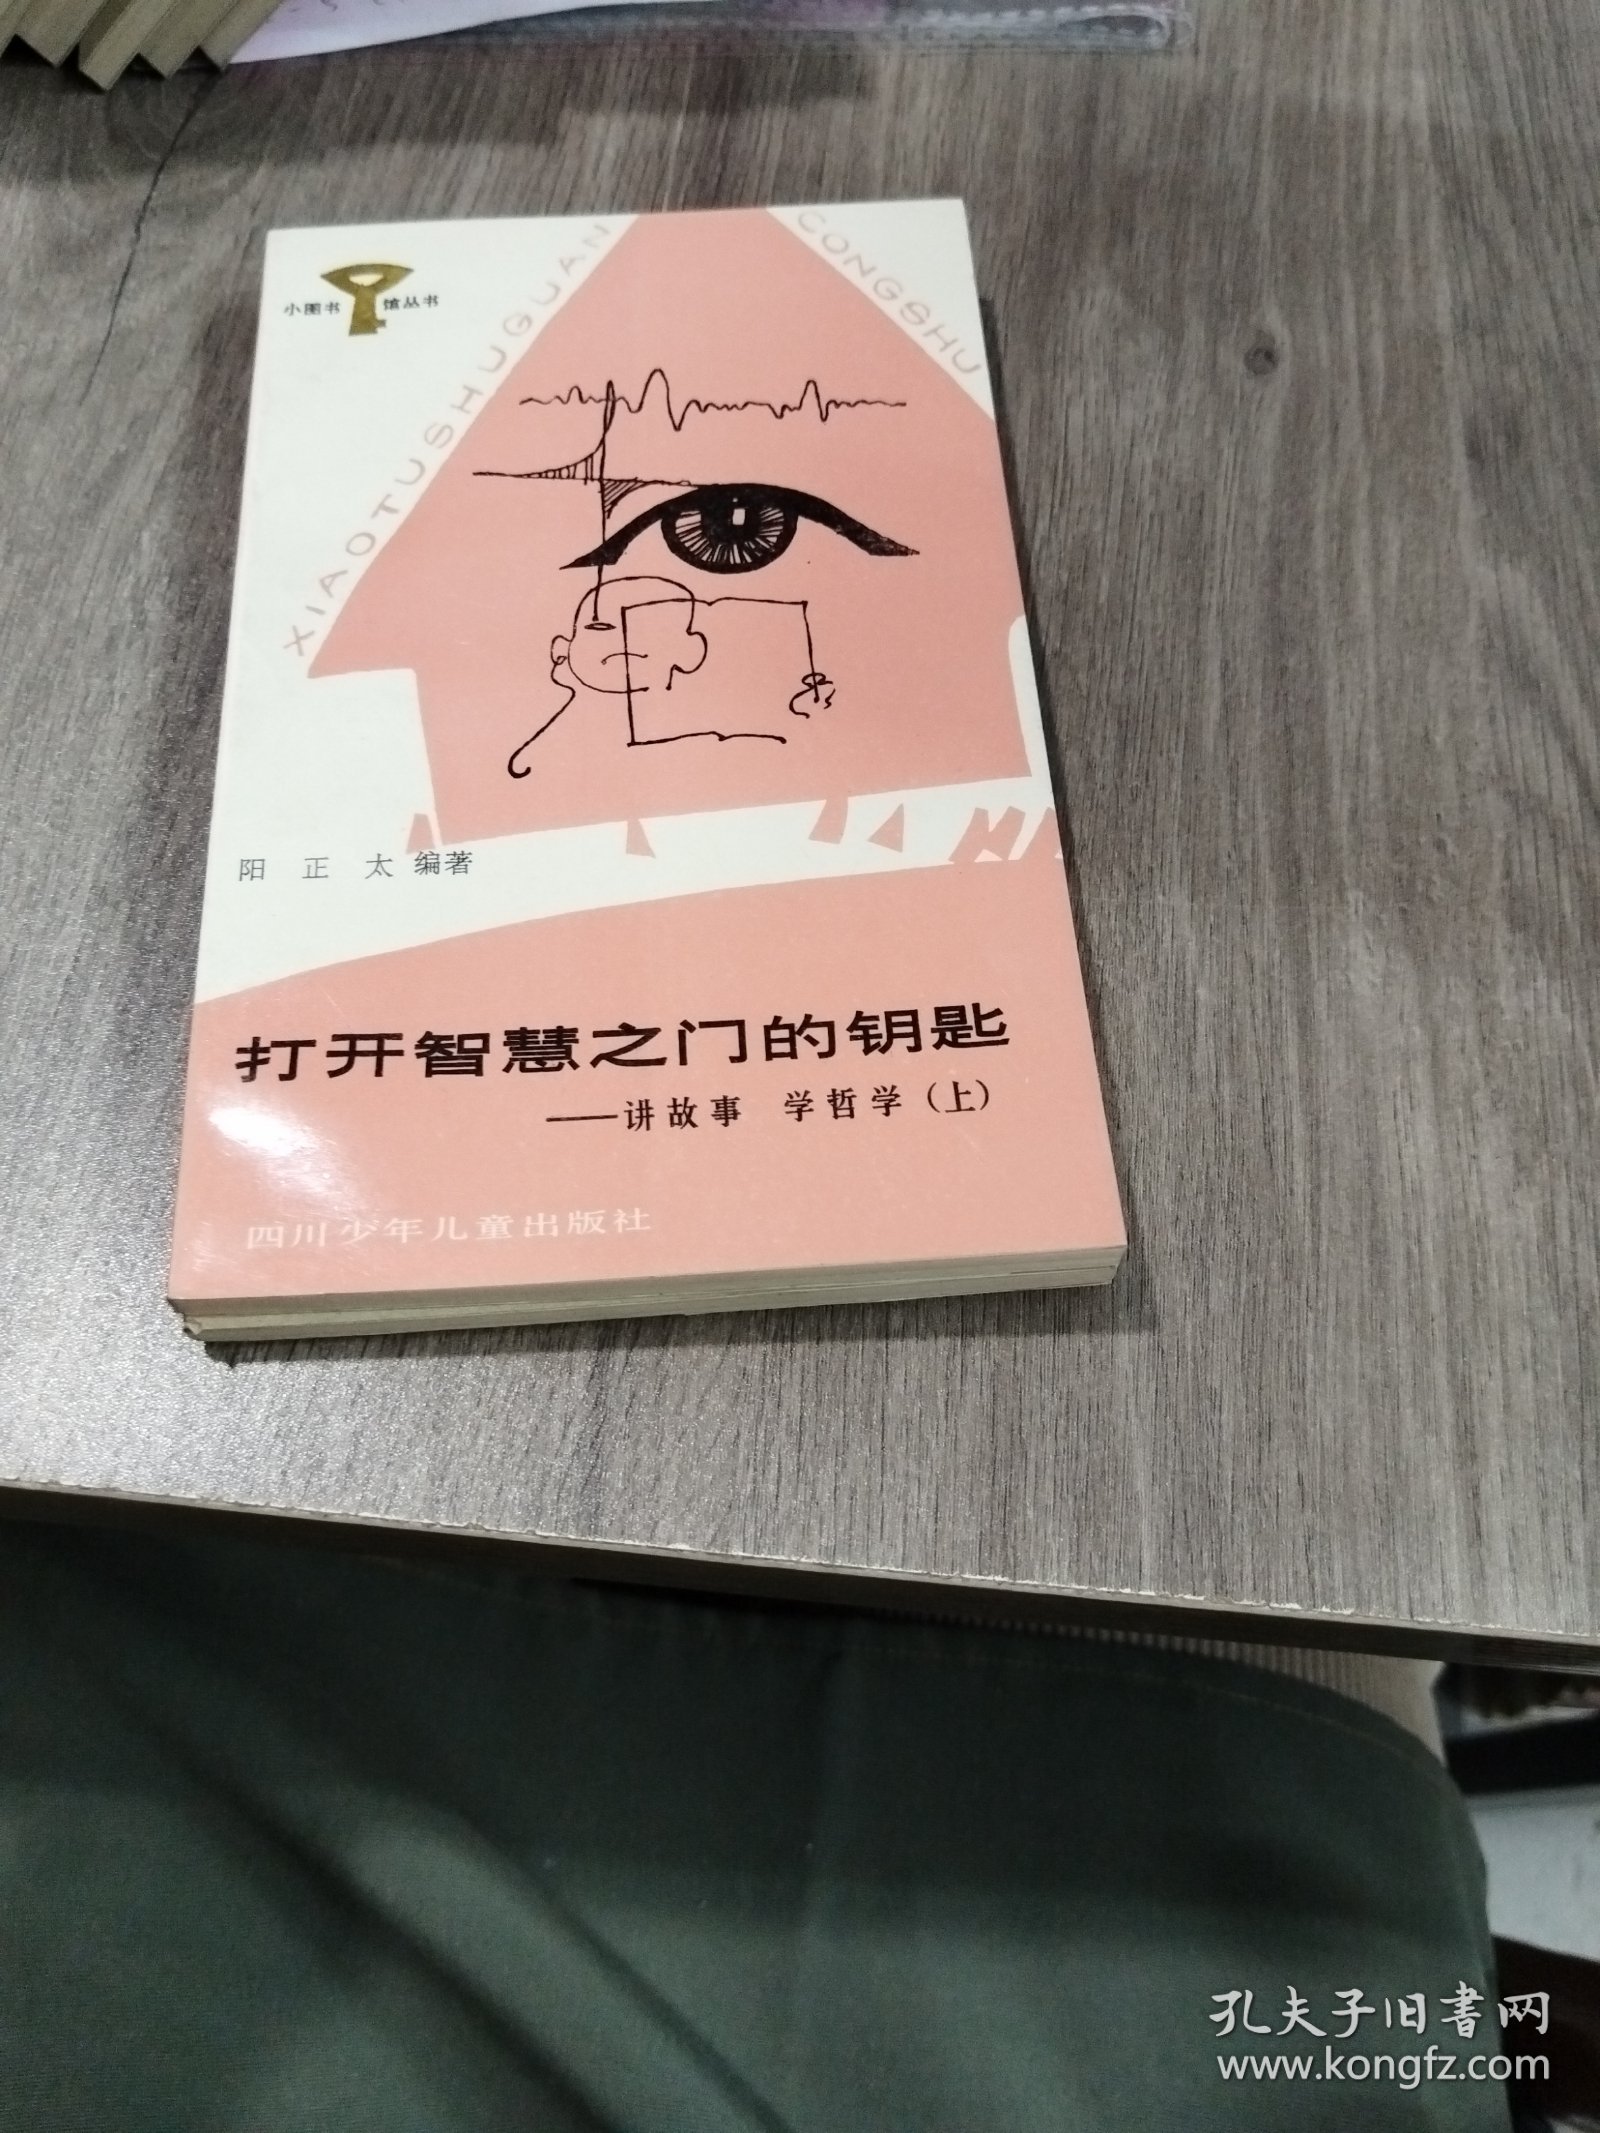 小图书馆丛书
XIAOTUSHUGUAN CONGSHU
阳正太 编著
打开智慧之门的钥匙
——讲故事 学哲学（上）
四川少年儿童出版社
孔夫子旧书网
www.kongfz.com